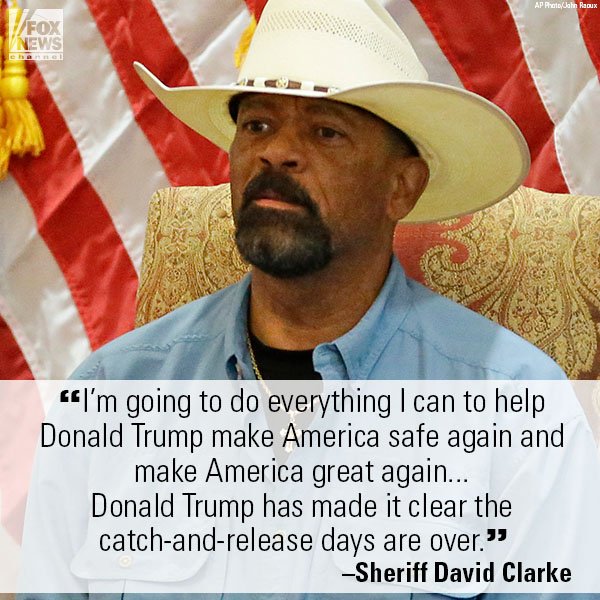 AP Photo/John Raoux
FOX
NEWS
channel
“I’m going to do everything I can to help
Donald Trump make America safe again and
make America great again...
Donald Trump has made it clear the
catch-and-release days are over.”
–Sheriff David Clarke